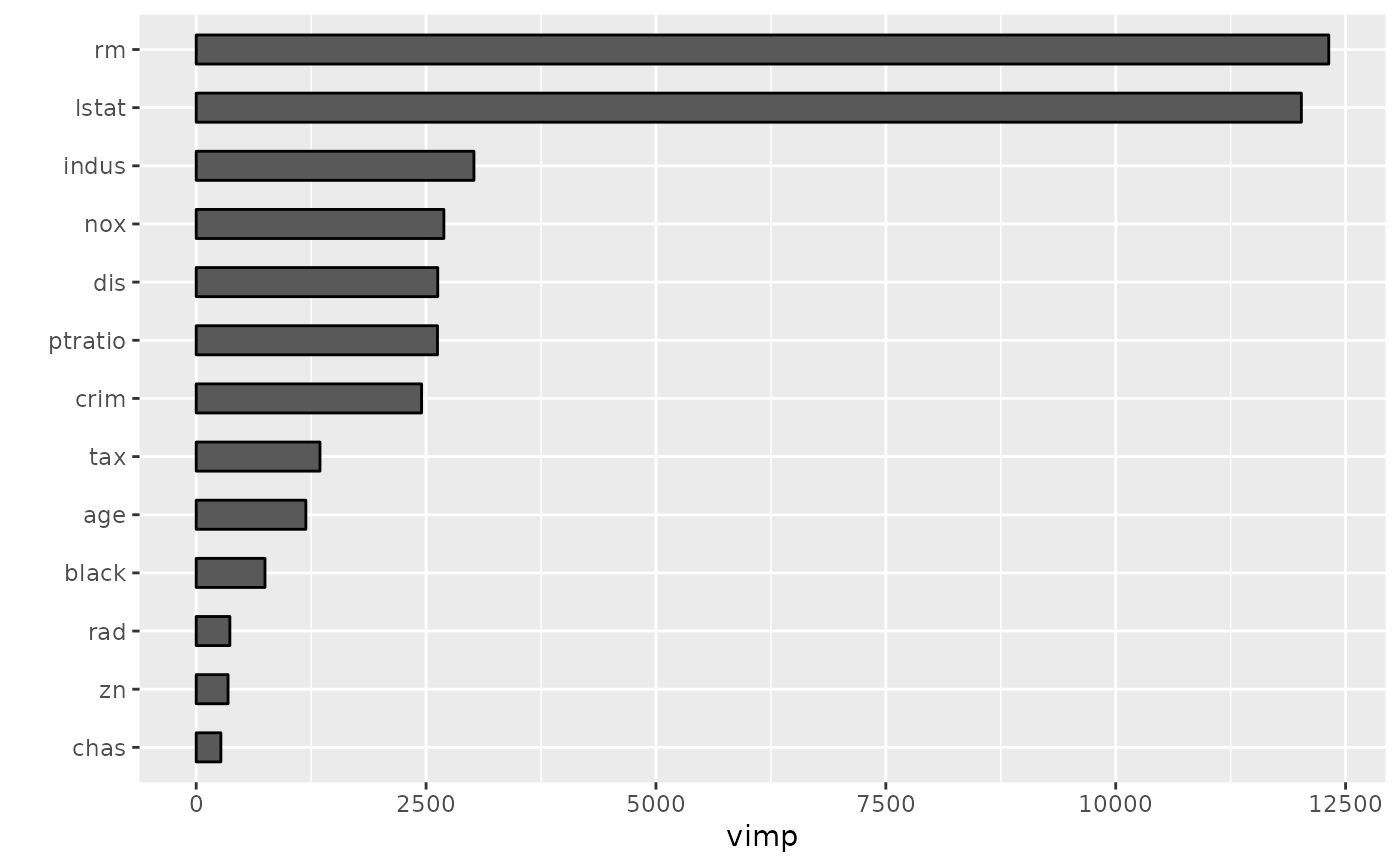 rm
lstat
indus
nox
dis
ptratio
crim
tax
age
black
rad
zn
chas
0 2500 5000 7500 10000 12500
vimp